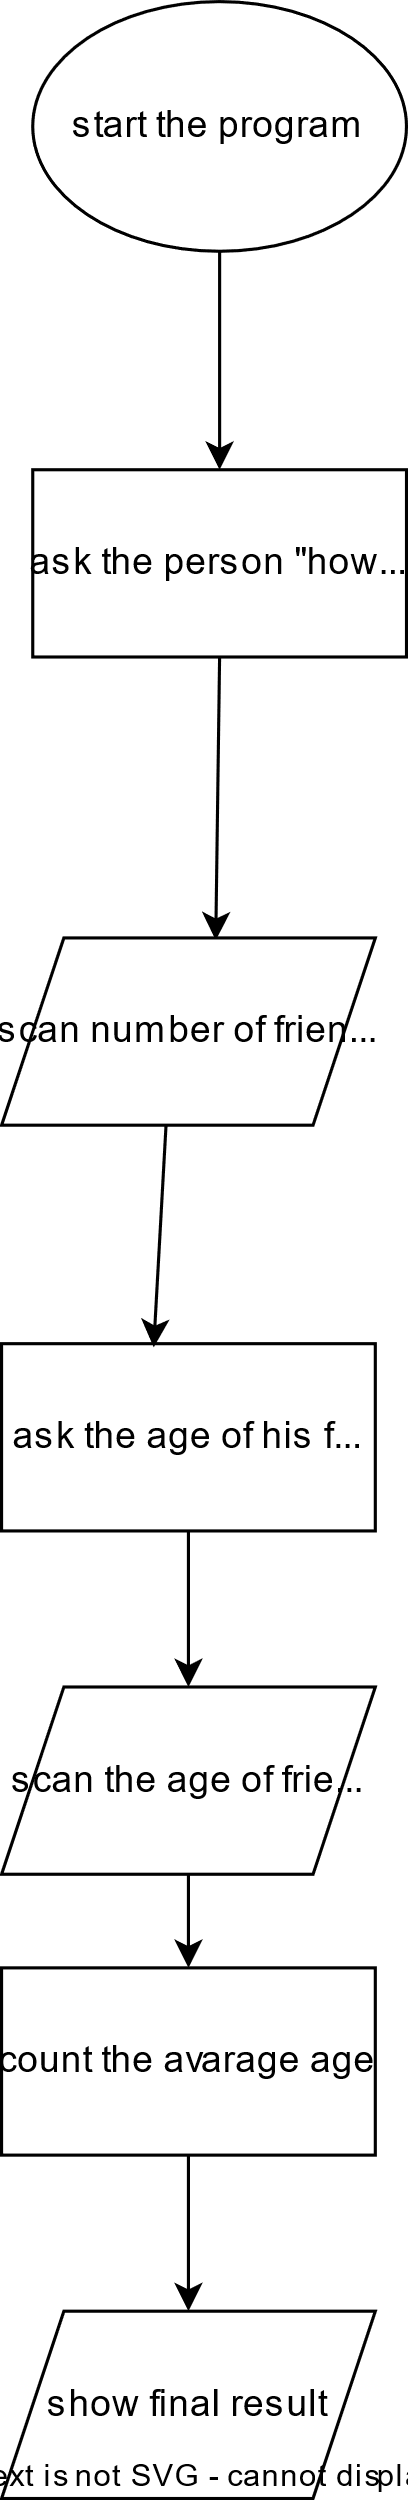 start the program
ask the person "how...
scan number of frien...
ask the age of his f...
scan the age of frie...
count the avarage age
show final result
ext is not SVG - cannot displa